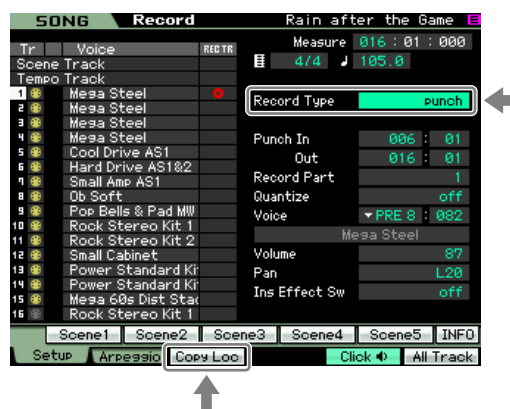 SONG Record Rain after the Game E
Measure 016 : 01 : 000
Tr Voice REC TR
4/4 105.0
Scene Track
Tempo Track
1 Mega Steel
Record Type punch
2 Mega Steel
3 Mega Steel
4 Mega Steel
Punch In 006 : 01
5 Cool Drive AS1
Out 016 : 01
6 Hard Drive AS1&2
Record Part 1
7 Small Amp AS1
8 Ob Soft
Quantize off
9 Pop Bells & Pad MW
Voice PRE 8 : 082
10 Rock Stereo Kit 1
Mega Steel
11 Rock Stereo Kit 2
12 Small Cabinet
Volume 87
13 Power Standard Ki
Pan L20
14 Power Standard Ki
Ins Effect Sw off
15 Mega 60s Dist Stac
16 Rock Stereo Kit 1
Scene1 Scene2 Scene3 Scene4 Scene5 INFO
Setup Arpeggio Copy Loc Click All Track